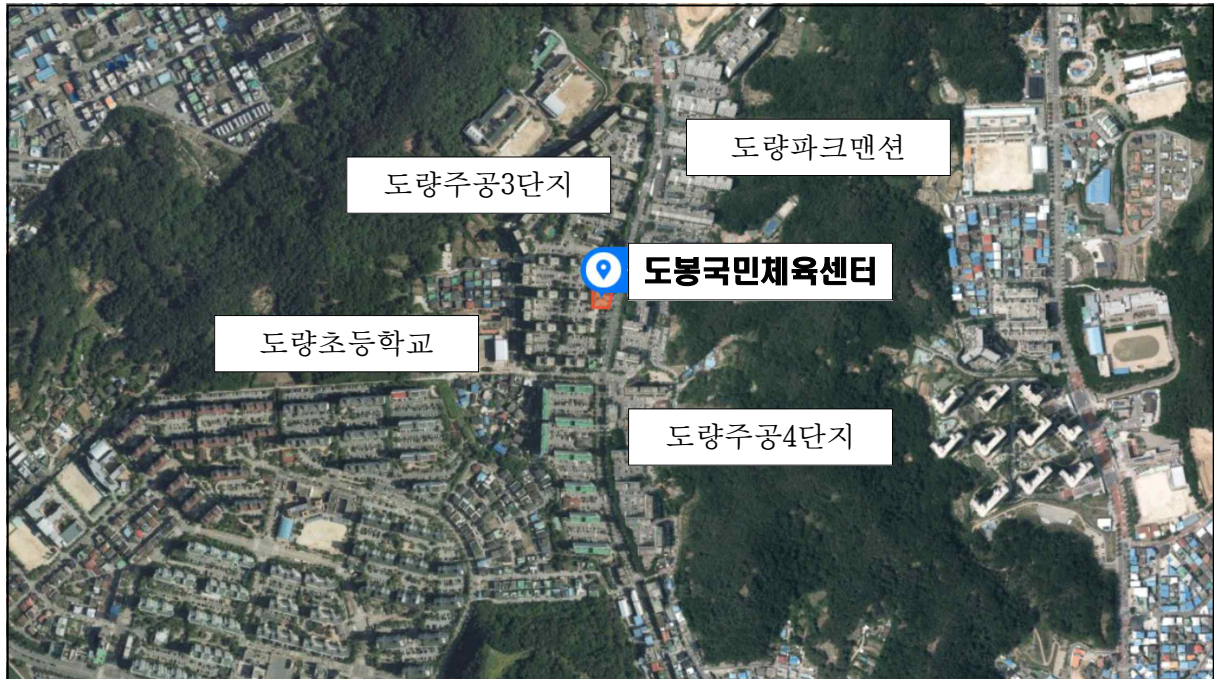 도량파크맨션
도량주공3단지
도봉국민체육센터
도량초등학교
도량주공4단지